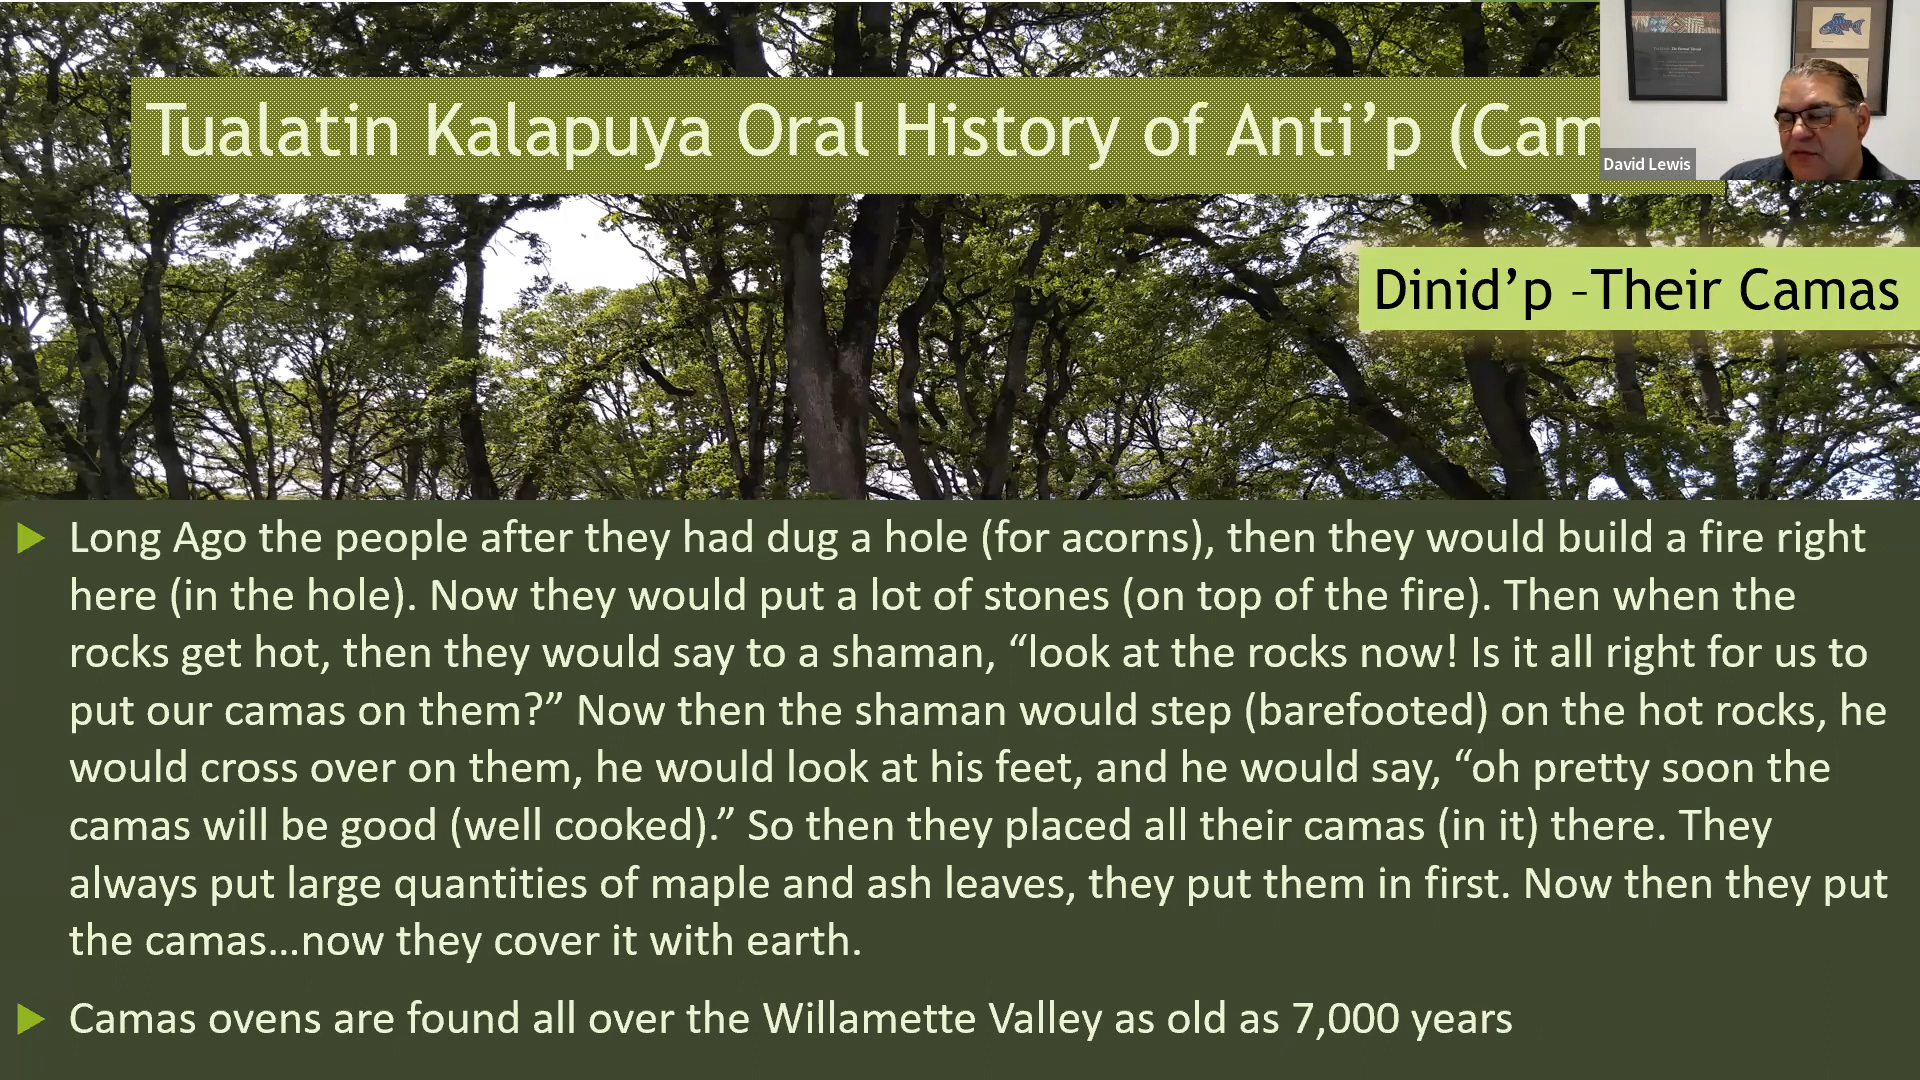 Tualatin Kalapuya Oral History of Anti’p (Cam
David Lewis
Dinid’p –Their Camas
Long Ago the people after they had dug a hole (for acorns), then they would build a fire right
here (in the hole). Now they would put a lot of stones (on top of the fire). Then when the
rocks get hot, then they would say to a shaman, “look at the rocks now! Is it all right for us to
put our camas on them?” Now then the shaman would step (barefooted) on the hot rocks, he
would cross over on them, he would look at his feet, and he would say, “oh pretty soon the
camas will be good (well cooked).” So then they placed all their camas (in it) there. They
always put large quantities of maple and ash leaves, they put them in first. Now then they put
the camas…now they cover it with earth.
Camas ovens are found all over the Willamette Valley as old as 7,000 years